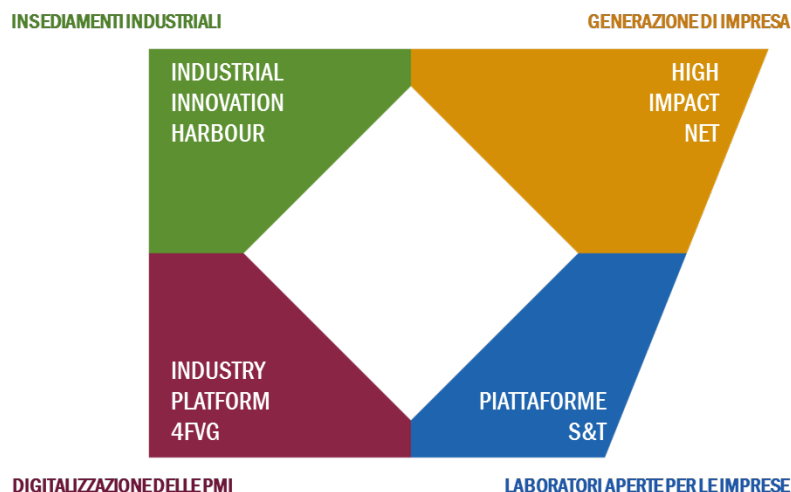 INSEDIAMENTI INDUSTRIALI
GENERAZIONE DI IMPRESA
INDUSTRIAL
INNOVATION
HARBOUR
HIGH
IMPACT
NET
INDUSTRY
PLATFORM
4FVG
PIATTAFORME
S&T
DIGITALIZZAZIONE DELLE PMI
LABORATORI APERTE PER LE IMPRESE